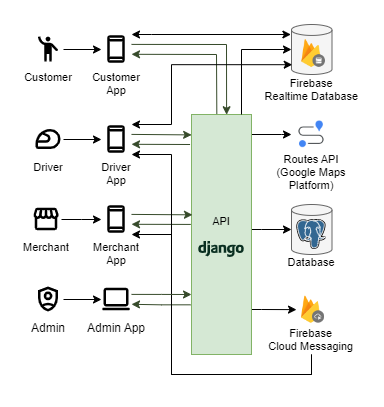 Customer
Customer
App
Firebase
Realtime Database
Driver
Driver
App
Routes API
(Google Maps
Platform)
API
django
Merchant
Merchant
App
Database
Admin
Admin App
Firebase
Cloud Messaging